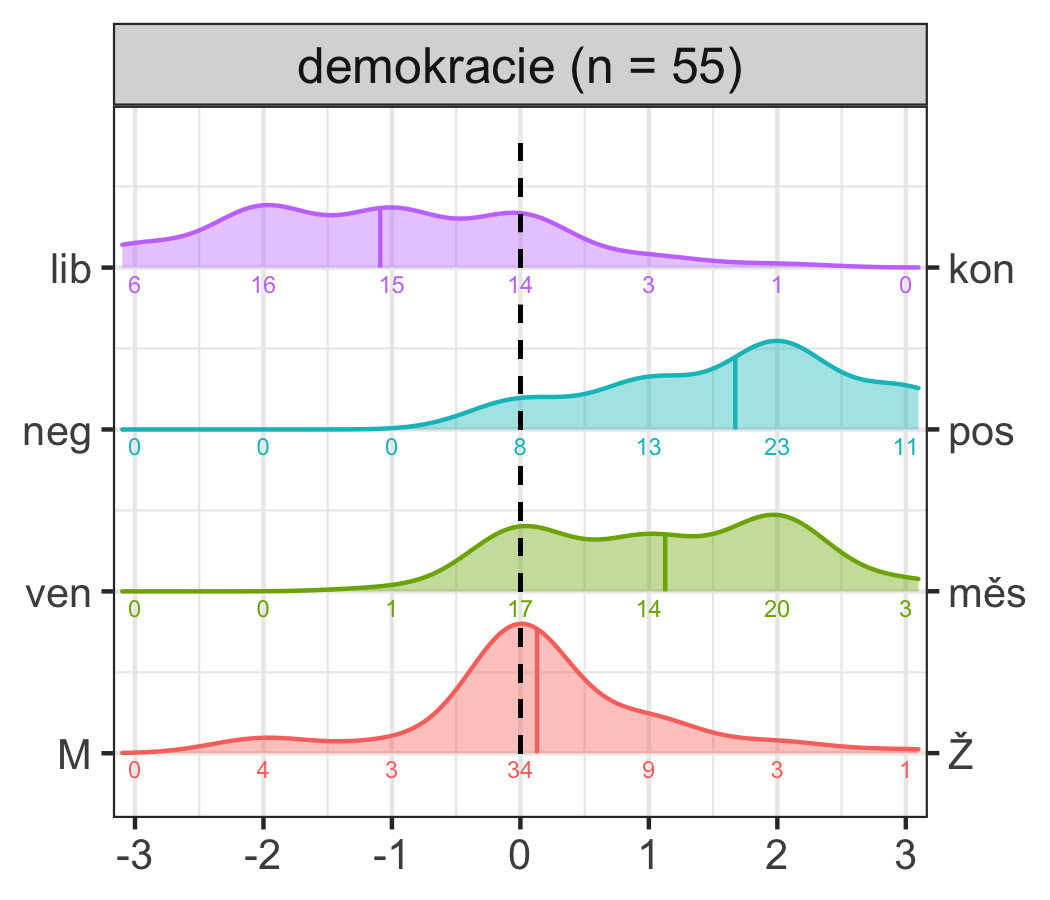 demokracie (n = 55)
lib kon
6 16 15 14 3 1 0
neg pos
0 0 0 8 13 23 11
ven měs
0 0 1 17 14 20 3
M Ž
0 4 3 34 9 3 1
-3 -2 -1 0 1 2 3